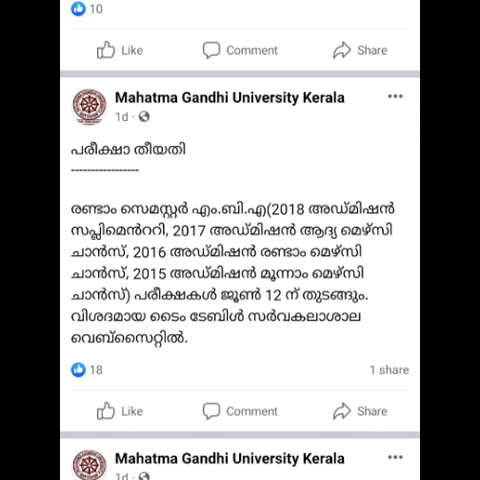 10
Like Comment Share
Mahatma Gandhi University Kerala
1d
പരീക്ഷാ തീയതി
-----------------
രണ്ടാം സെമസ്റ്റർ എം.ബി.എ(2018 അഡ്മിഷൻ
സപ്ലിമെൻററി, 2017 അഡ്മിഷൻ ആദ്യ മെഴ്സി
ചാൻസ്, 2016 അഡ്മിഷൻ രണ്ടാം മെഴ്സി
ചാൻസ്, 2015 അഡ്മിഷൻ മൂന്നാം മെഴ്സി
ചാൻസ്) പരീക്ഷകൾ ജൂൺ 12 ന് തുടങ്ങും.
വിശദമായ ടൈം ടേബിൾ സർവകലാശാല
വെബ്സൈറ്റിൽ.
18 1 share
Like Comment Share
Mahatma Gandhi University Kerala
1d